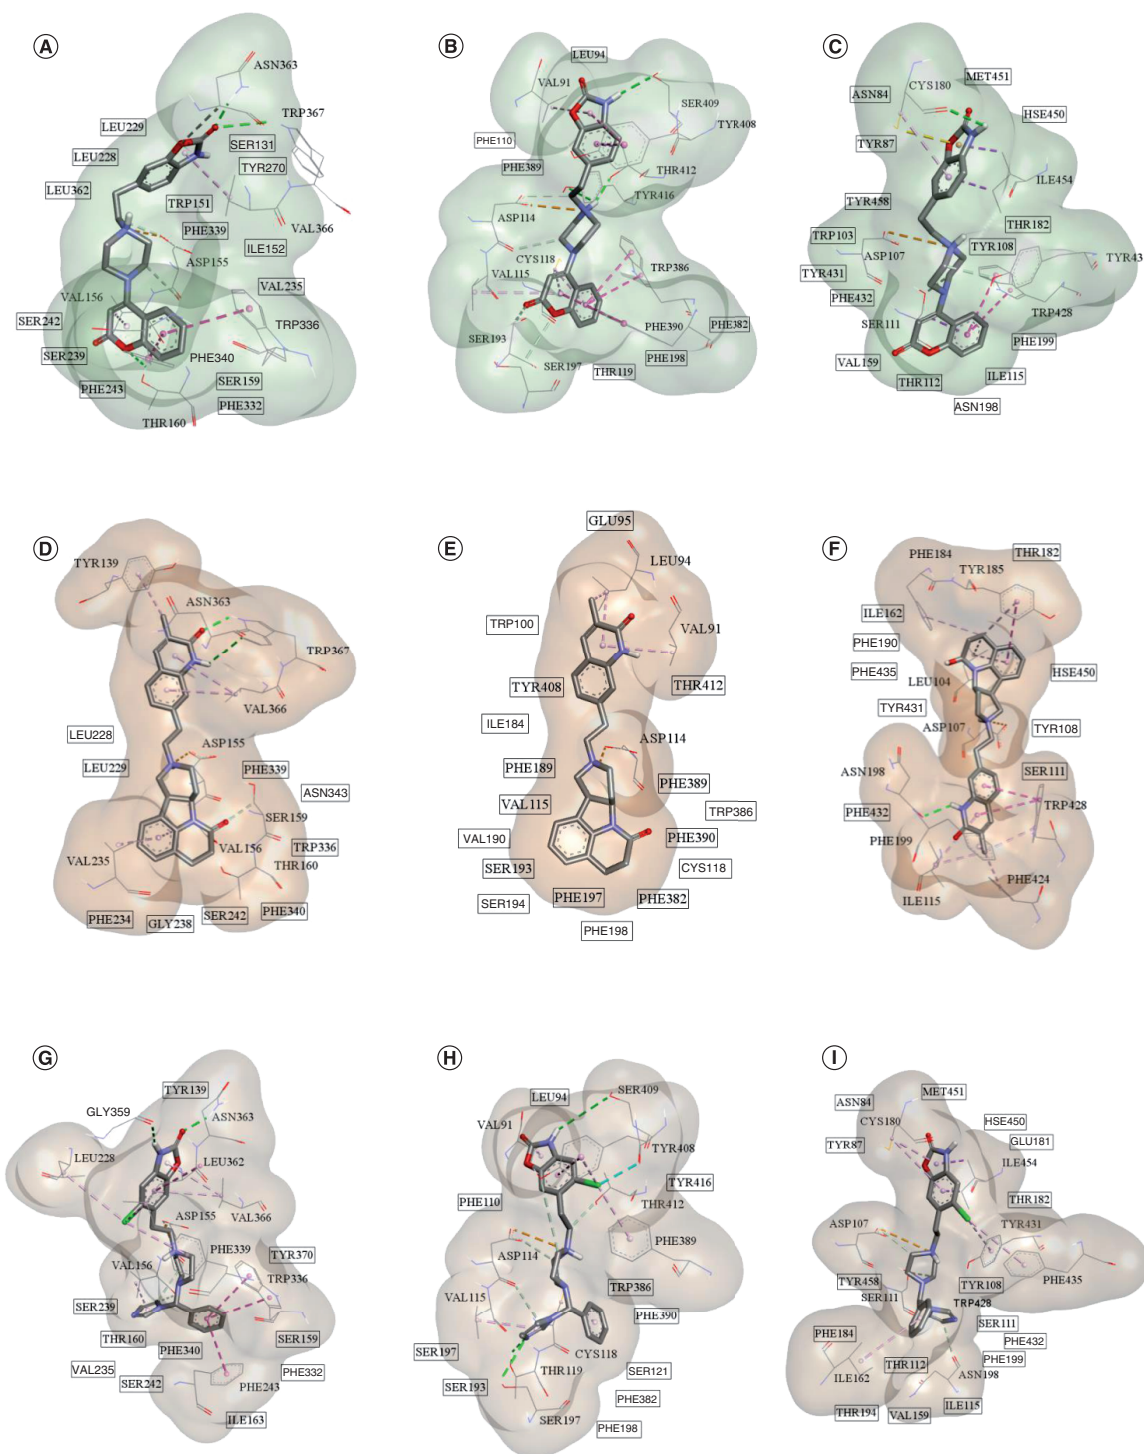 A
ASN363
LEU229
TRP367
SER131
LEU228
TYR270
LEU362
TRP151
PHE339
VAL366
ILE152
ASP155
VAL235
VAL156
SER242
TRP336
SER239
PHE340
PHE243
SER159
PHE332
THR160
B
LEU94
VAL91
SER409
TYR408
PHE110
PHE389
THR412
TYR416
ASP114
CYS118
TRP386
VAL115
SER193
PHE390
PHE382
PHE198
SER197
THR119
C
MET451
CYS180
ASN84
HSE450
TYR87
ILE454
TYR458
THR182
TRP103
TYR108
ASP107
TYR431
TYR43
PHE432
TRP428
SER111
PHE199
VAL159
THR112
ILE115
ASN198
D
TYR139
ASN363
TRP367
VAL366
LEU228
ASP155
LEU229
PHE339
ASN343
SER159
VAL156
TRP336
VAL235
THR160
PHE234
GLY238
SER242
PHE340
E
GLU95
LEU94
TRP100
VAL91
TYR408
THR412
ILE184
ASP114
PHE189
PHE389
VAL115
TRP386
VAL190
PHE390
SER193
CYS118
SER194
PHE197
PHE382
PHE198
F
PHE184
THR182
TYR185
ILE162
PHE190
PHE435
HSE450
LEU104
TYR431
ASP107
TYR108
ASN198
SER111
PHE432
TRP428
PHE199
PHE424
ILE115
G
TYR139
GLY359
ASN363
LEU228
LEU362
ASP155
VAL366
VAL156
PHE339
TYR370
TRP336
SER239
THR160
SER159
PHE340
VAL235
PHE332
SER242
PHE243
ILE163
H
LEU94
SER409
VAL91
TYR408
TYR416
PHE110
THR412
ASP114
PHE389
TRP386
VAL115
PHE390
SER197
CYS118
THR119
SER121
SER193
PHE382
SER197
PHE198
I
MET451
ASN84
CYS180
HSE450
TYR87
GLU181
ILE454
THR182
ASP107
TYR431
PHE435
TYR458
TYR108
SER111
TRP428
SER111
PHE184
PHE432
THR112
PHE199
ILE162
ASN198
THR194
VAL159
ILE115